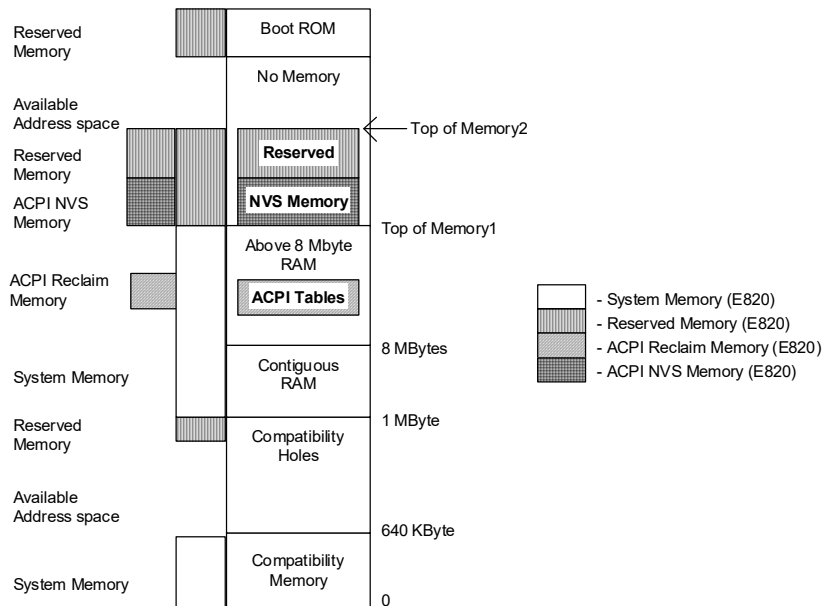 Reserved
Memory
Available
Address space
Reserved
Memory
ACPI NVS
Memory
ACPI Reclaim
Memory
System Memory
Reserved
Memory
Available
Address space
System Memory
Boot ROM
No Memory
Reserved
NVS Memory
Above 8 Mbyte
RAM
ACPI Tables
Contiguous
RAM
Compatibility
Holes
Compatibility
Memory
Top of Memory2
Top of Memory1
8 MBytes
1 MByte
640 KByte
0
- System Memory (E820)
- Reserved Memory (E820)
- ACPI Reclaim Memory (E820)
- ACPI NVS Memory (E820)